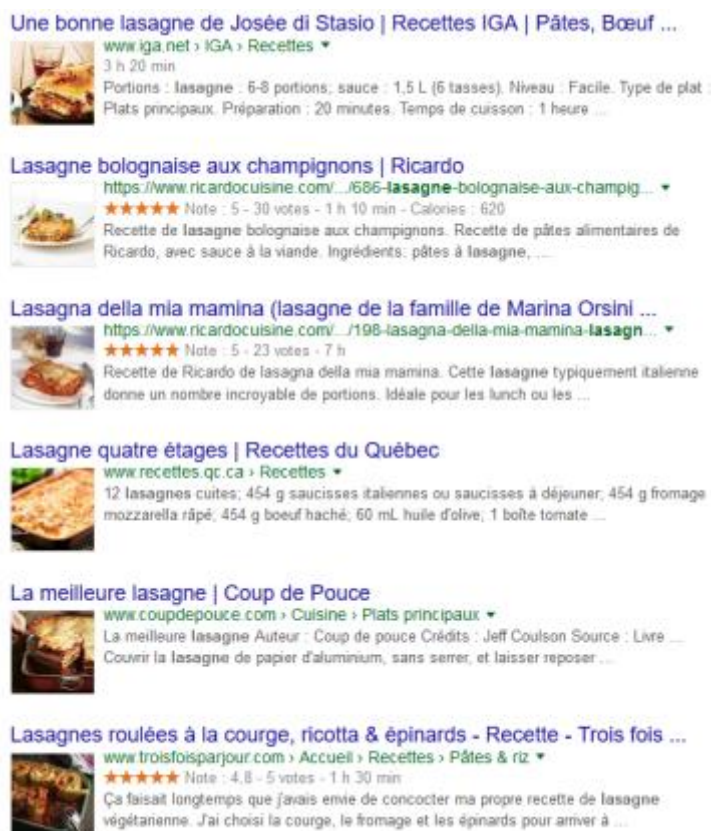 Une bonne lasagne de Josée di Stasio | Recettes IGA | Pâtes, Bœuf ...
www.iga.net › IGA › Recettes ▼
3 h 20 min
Portions : lasagne : 6-8 portions; sauce : 1,5 L (6 tasses). Niveau : Facile. Type de plat :
Plats principaux. Préparation : 20 minutes. Temps de cuisson : 1 heure ...
Lasagne bolognaise aux champignons | Ricardo
https://www.ricardocuisine.com/.../686-lasagne-bolognaise-aux-champig... ▼
★★★★★ Note : 5 - 30 votes - 1 h 10 min - Calories : 620
Recette de lasagne bolognaise aux champignons. Recette de pâtes alimentaires de
Ricardo, avec sauce à la viande. Ingrédients: pâtes à lasagne, ...
Lasagna della mia mamina (lasagne de la famille de Marina Orsini ...
https://www.ricardocuisine.com/.../198-lasagna-della-mia-mamina-lasagn... ▼
★★★★★ Note : 5 - 23 votes - 7 h
Recette de Ricardo de lasagna della mia mamina. Cette lasagne typiquement italienne
donne un nombre incroyable de portions. Idéale pour les lunch ou les ...
Lasagne quatre étages | Recettes du Québec
www.recettes.qc.ca › Recettes ▼
12 lasagnes cuites; 454 g saucisses italiennes ou saucisses à déjeuner; 454 g fromage
mozzarella râpé; 454 g boeuf haché; 60 mL huile d'olive; 1 boîte tomate ...
La meilleure lasagne | Coup de Pouce
www.coupdepouce.com › Cuisine › Plats principaux ▼
La meilleure lasagne Auteur : Coup de pouce Crédits : Jeff Coulson Source : Livre ...
Couvrir la lasagne de papier d'aluminium, sans serrer, et laisser reposer ...
Lasagnes roulées à la courge, ricotta & épinards - Recette - Trois fois ...
www.troisfoisparjour.com › Accueil › Recettes › Pâtes & riz ▼
★★★★★ Note : 4,8 - 5 votes - 1 h 30 min
Ça faisait longtemps que j'avais envie de concocter ma propre recette de lasagne
végétarienne. J'ai choisi la courge, le fromage et les épinards pour arriver à ...